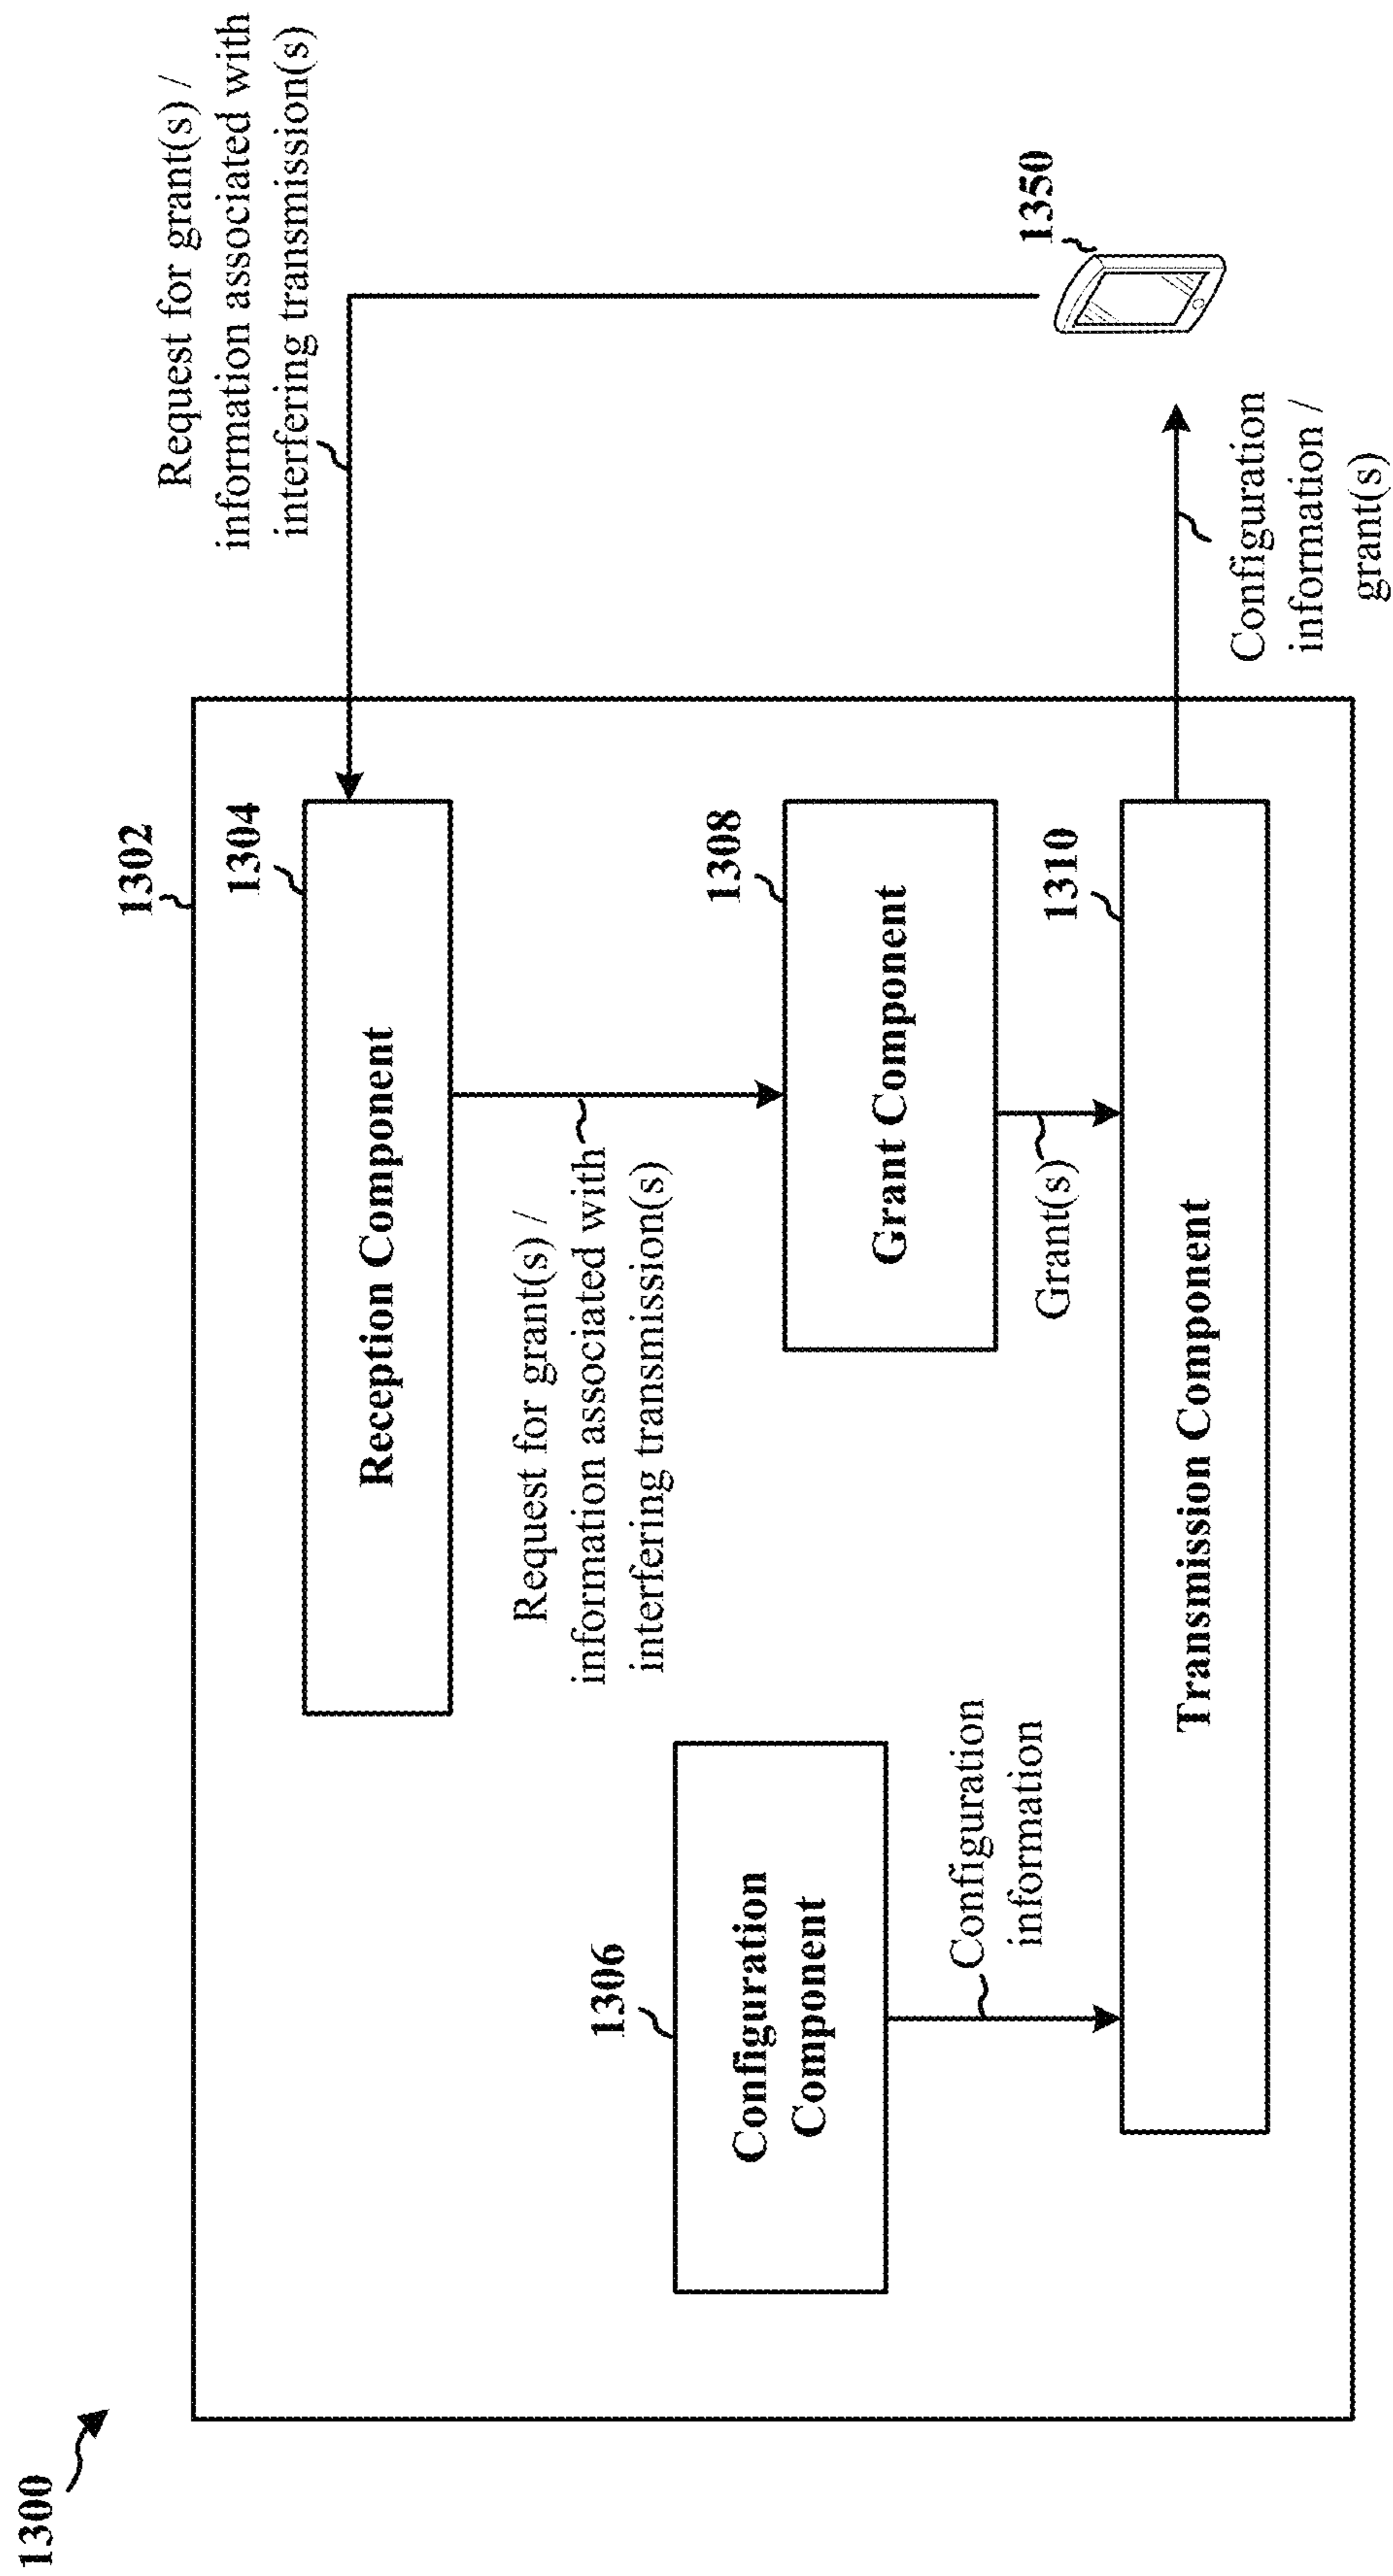 1300
1302
Request for grant(s) /
information associated with
interfering transmission(s)
1304
Reception Component
Request for grant(s) /
information associated with
interfering transmission(s)
1306
Configuration
Component
1308
Grant Component
Configuration
information
Grant(s)
1310
Transmission Component
1350
Configuration
information /
grant(s)